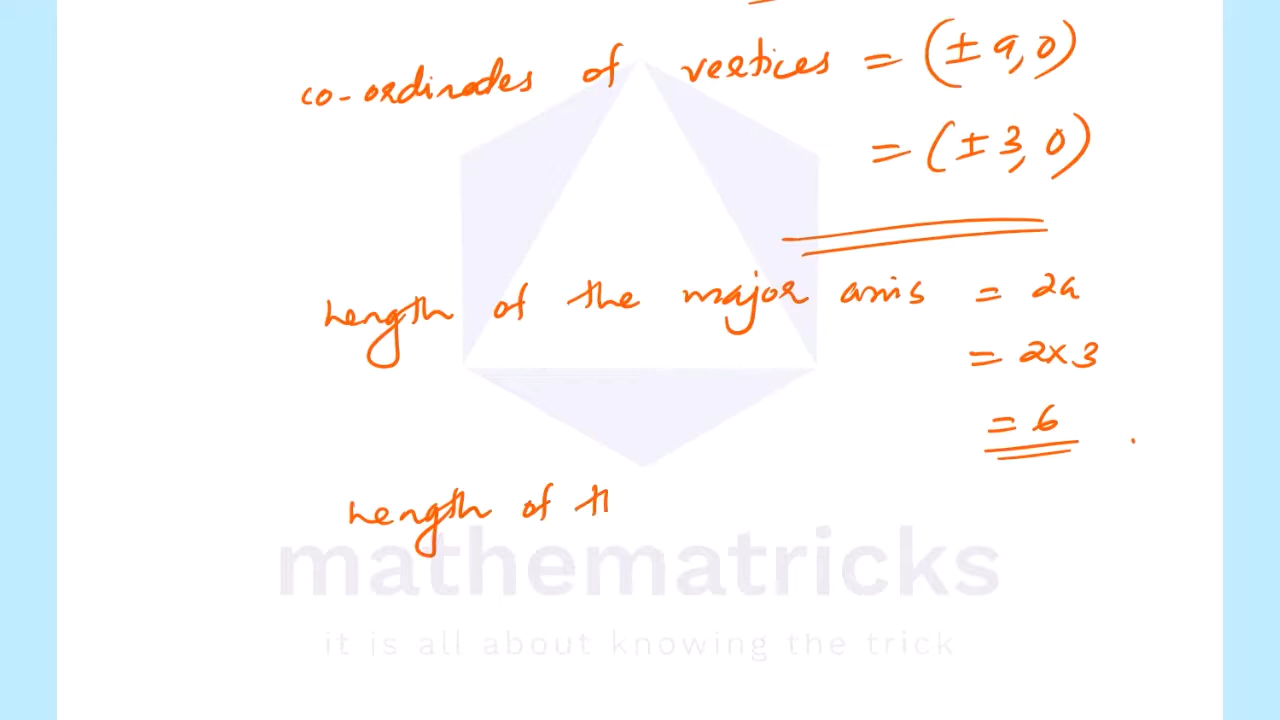 co-ordinates of vertices = (± a, 0)
= (± 3, 0)
Length of the major axis = 2a
= 2 × 3
= 6
Length of th
mathematricks
it is all about knowing the trick